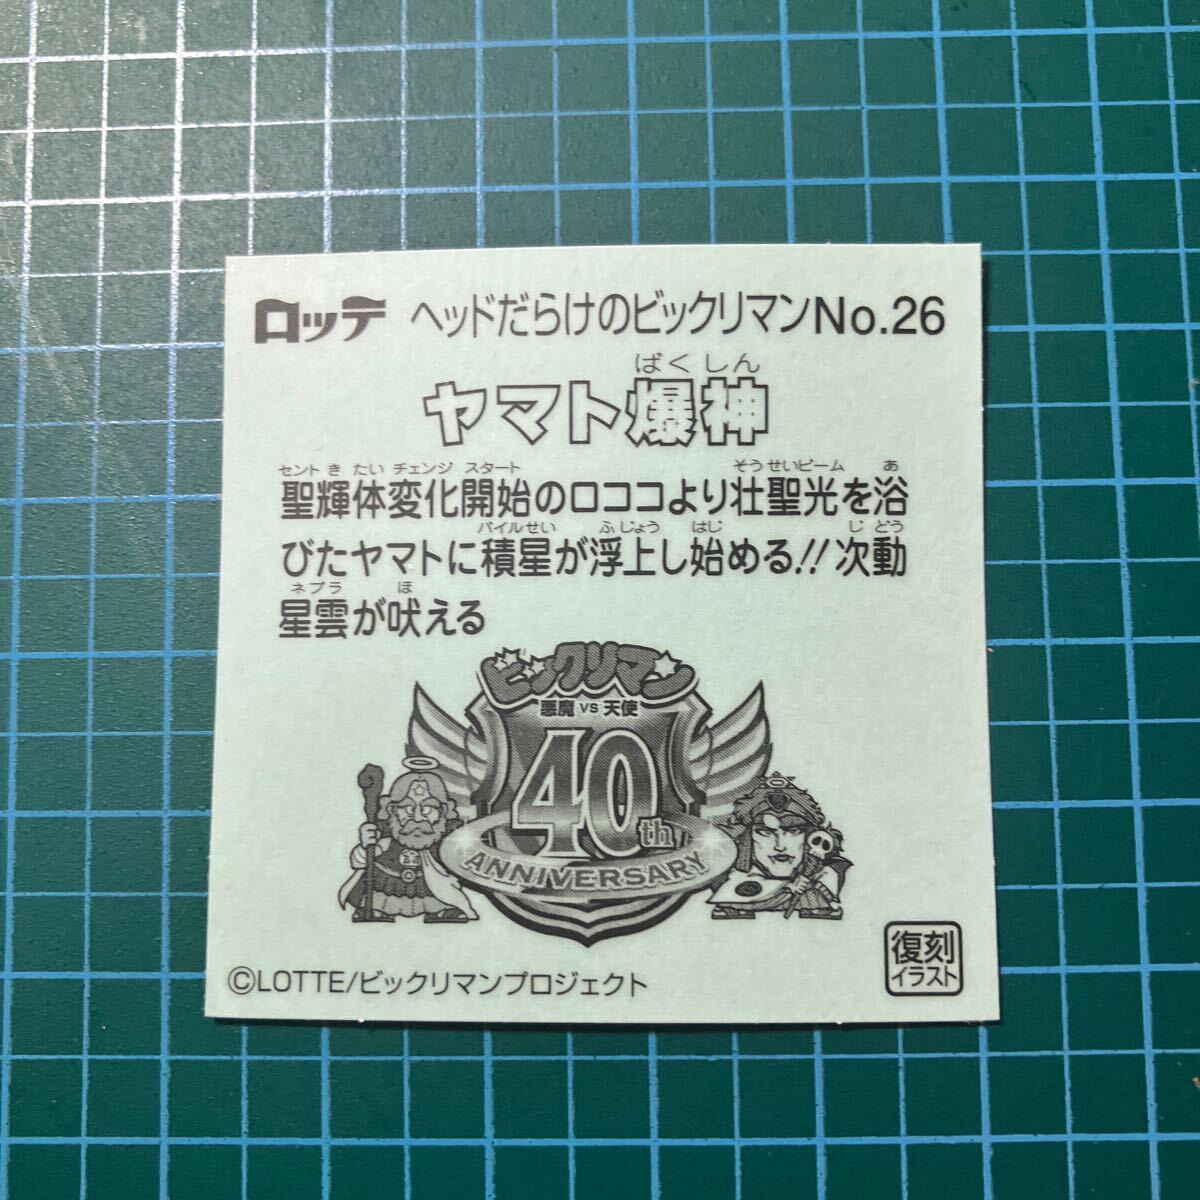 ロッテ ヘッドだらけのビックリマンNo.26
ばくしん
ヤマト爆神
セント き たい チェンジ スタート そうせいビーム あ
聖輝体変化開始のロココより壮聖光を浴
パイルせい ふじょう はじ じ どう
びたヤマトに積星が浮上し始める!!次動
ネブラ ほ
星雲が吠える
ビックリマン
悪魔 VS 天使
40th
ANNIVERSARY
復刻
イラスト
©LOTTE/ビックリマンプロジェクト